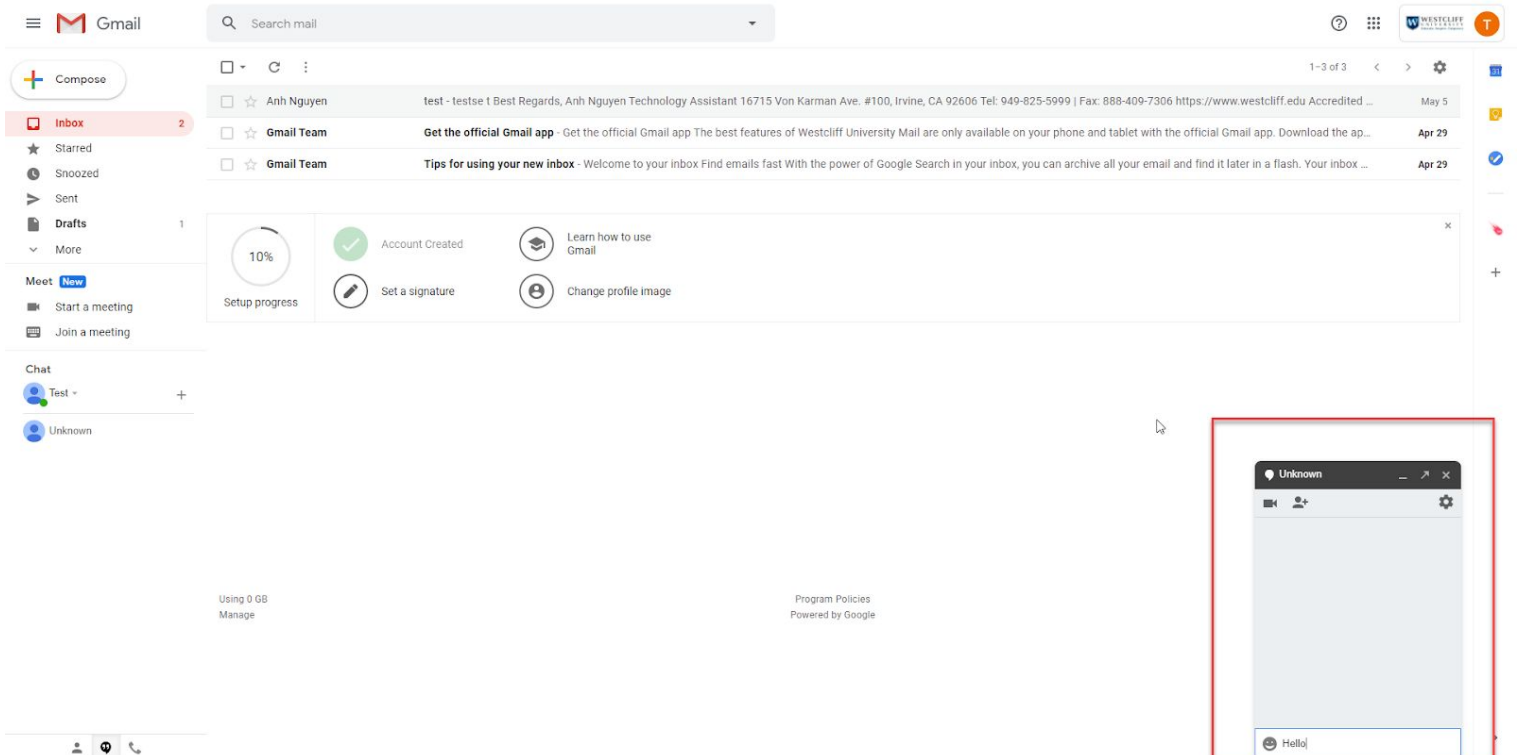 Gmail
Search mail
WESTCLIFF
UNIVERSITY
T
Compose
1–3 of 3
31
Inbox 2
Starred
Snoozed
Sent
Drafts 1
More
Anh Nguyen test - testse t Best Regards, Anh Nguyen Technology Assistant 16715 Von Karman Ave. #100, Irvine, CA 92606 Tel: 949-825-5999 | Fax: 888-409-7306 https://www.westcliff.edu Accredited ... May 5
Gmail Team Get the official Gmail app - Get the official Gmail app The best features of Westcliff University Mail are only available on your phone and tablet with the official Gmail app. Download the ap... Apr 29
Gmail Team Tips for using your new inbox - Welcome to your inbox Find emails fast With the power of Google Search in your inbox, you can archive all your email and find it later in a flash. Your inbox ... Apr 29
10%
Setup progress
Account Created
Learn how to use
Gmail
Set a signature
Change profile image
Meet New
Start a meeting
Join a meeting
Chat
Test
Unknown
Unknown
Hello
Using 0 GB
Manage
Program Policies
Powered by Google